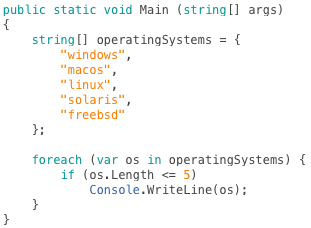 public static void Main (string[] args)
{
    string[] operatingSystems = {
        "windows",
        "macos",
        "linux",
        "solaris",
        "freebsd"
    };

    foreach (var os in operatingSystems) {
        if (os.Length <= 5)
            Console.WriteLine(os);
    }
}